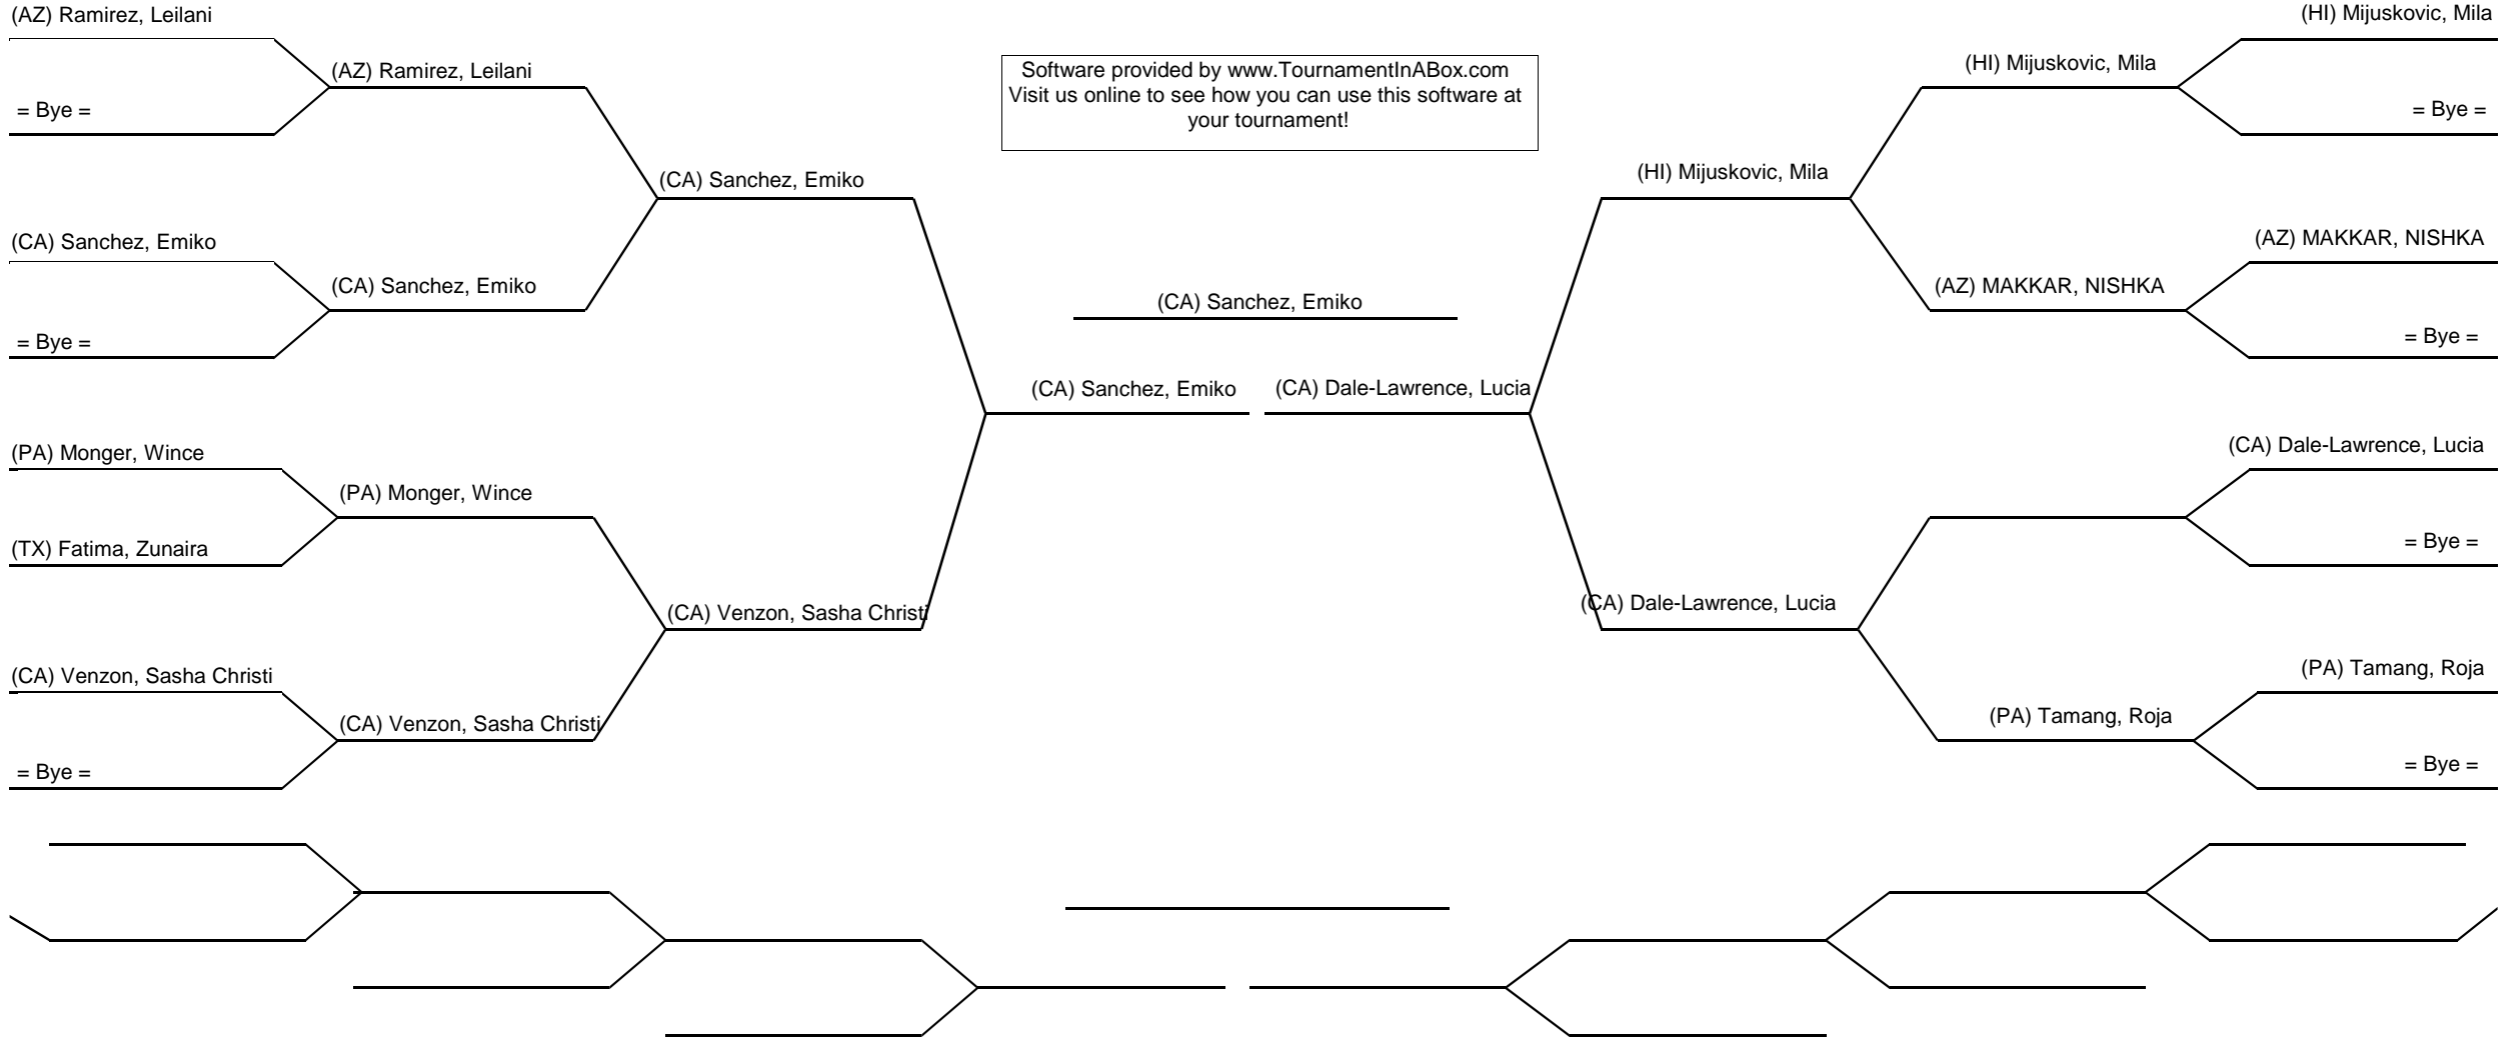 (AZ) Ramirez, Leilani
(HI) Mijuskovic, Mila
(AZ) Ramirez, Leilani
Software provided by www.TournamentInABox.com
Visit us online to see how you can use this software at
your tournament!
(HI) Mijuskovic, Mila
= Bye =
= Bye =
(CA) Sanchez, Emiko
(HI) Mijuskovic, Mila
(CA) Sanchez, Emiko
(AZ) MAKKAR, NISHKA
(CA) Sanchez, Emiko
(CA) Sanchez, Emiko
(AZ) MAKKAR, NISHKA
= Bye =
= Bye =
(CA) Sanchez, Emiko
(CA) Dale-Lawrence, Lucia
(PA) Monger, Wince
(CA) Dale-Lawrence, Lucia
(PA) Monger, Wince
(TX) Fatima, Zunaira
= Bye =
(CA) Venzon, Sasha Christi
(CA) Dale-Lawrence, Lucia
(CA) Venzon, Sasha Christi
(PA) Tamang, Roja
(CA) Venzon, Sasha Christi
(PA) Tamang, Roja
= Bye =
= Bye =